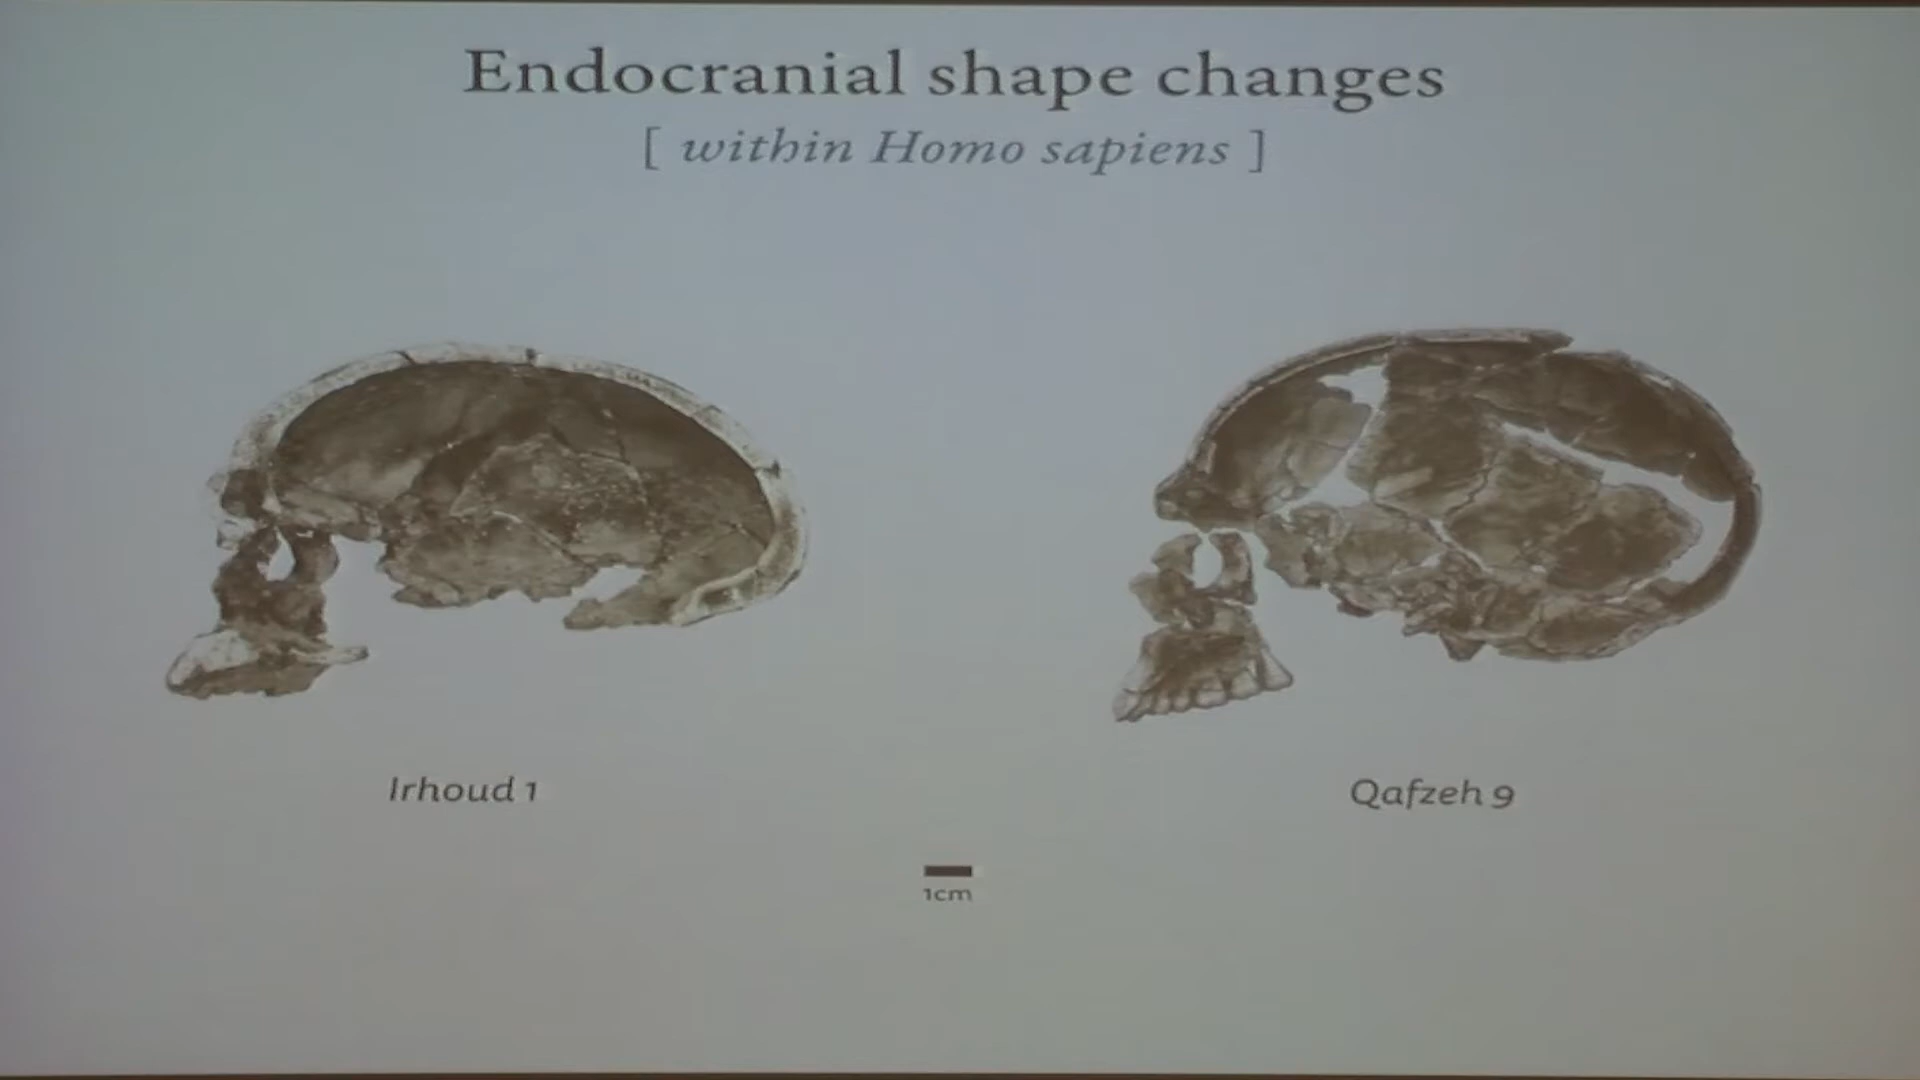 Endocranial shape changes
[ within Homo sapiens ]
Irhoud 1
Qafzeh 9
1cm